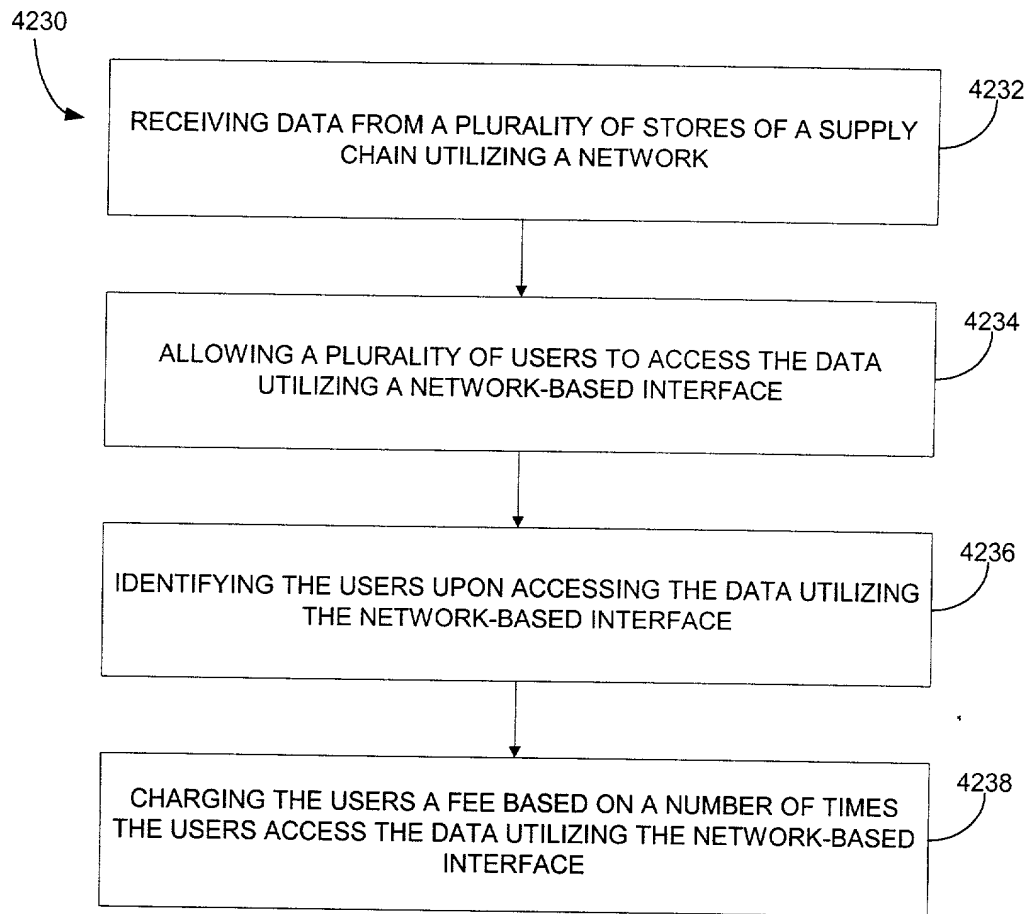 4230
4232
RECEIVING DATA FROM A PLURALITY OF STORES OF A SUPPLY
CHAIN UTILIZING A NETWORK
4234
ALLOWING A PLURALITY OF USERS TO ACCESS THE DATA
UTILIZING A NETWORK-BASED INTERFACE
4236
IDENTIFYING THE USERS UPON ACCESSING THE DATA UTILIZING
THE NETWORK-BASED INTERFACE
4238
CHARGING THE USERS A FEE BASED ON A NUMBER OF TIMES
THE USERS ACCESS THE DATA UTILIZING THE NETWORK-BASED
INTERFACE